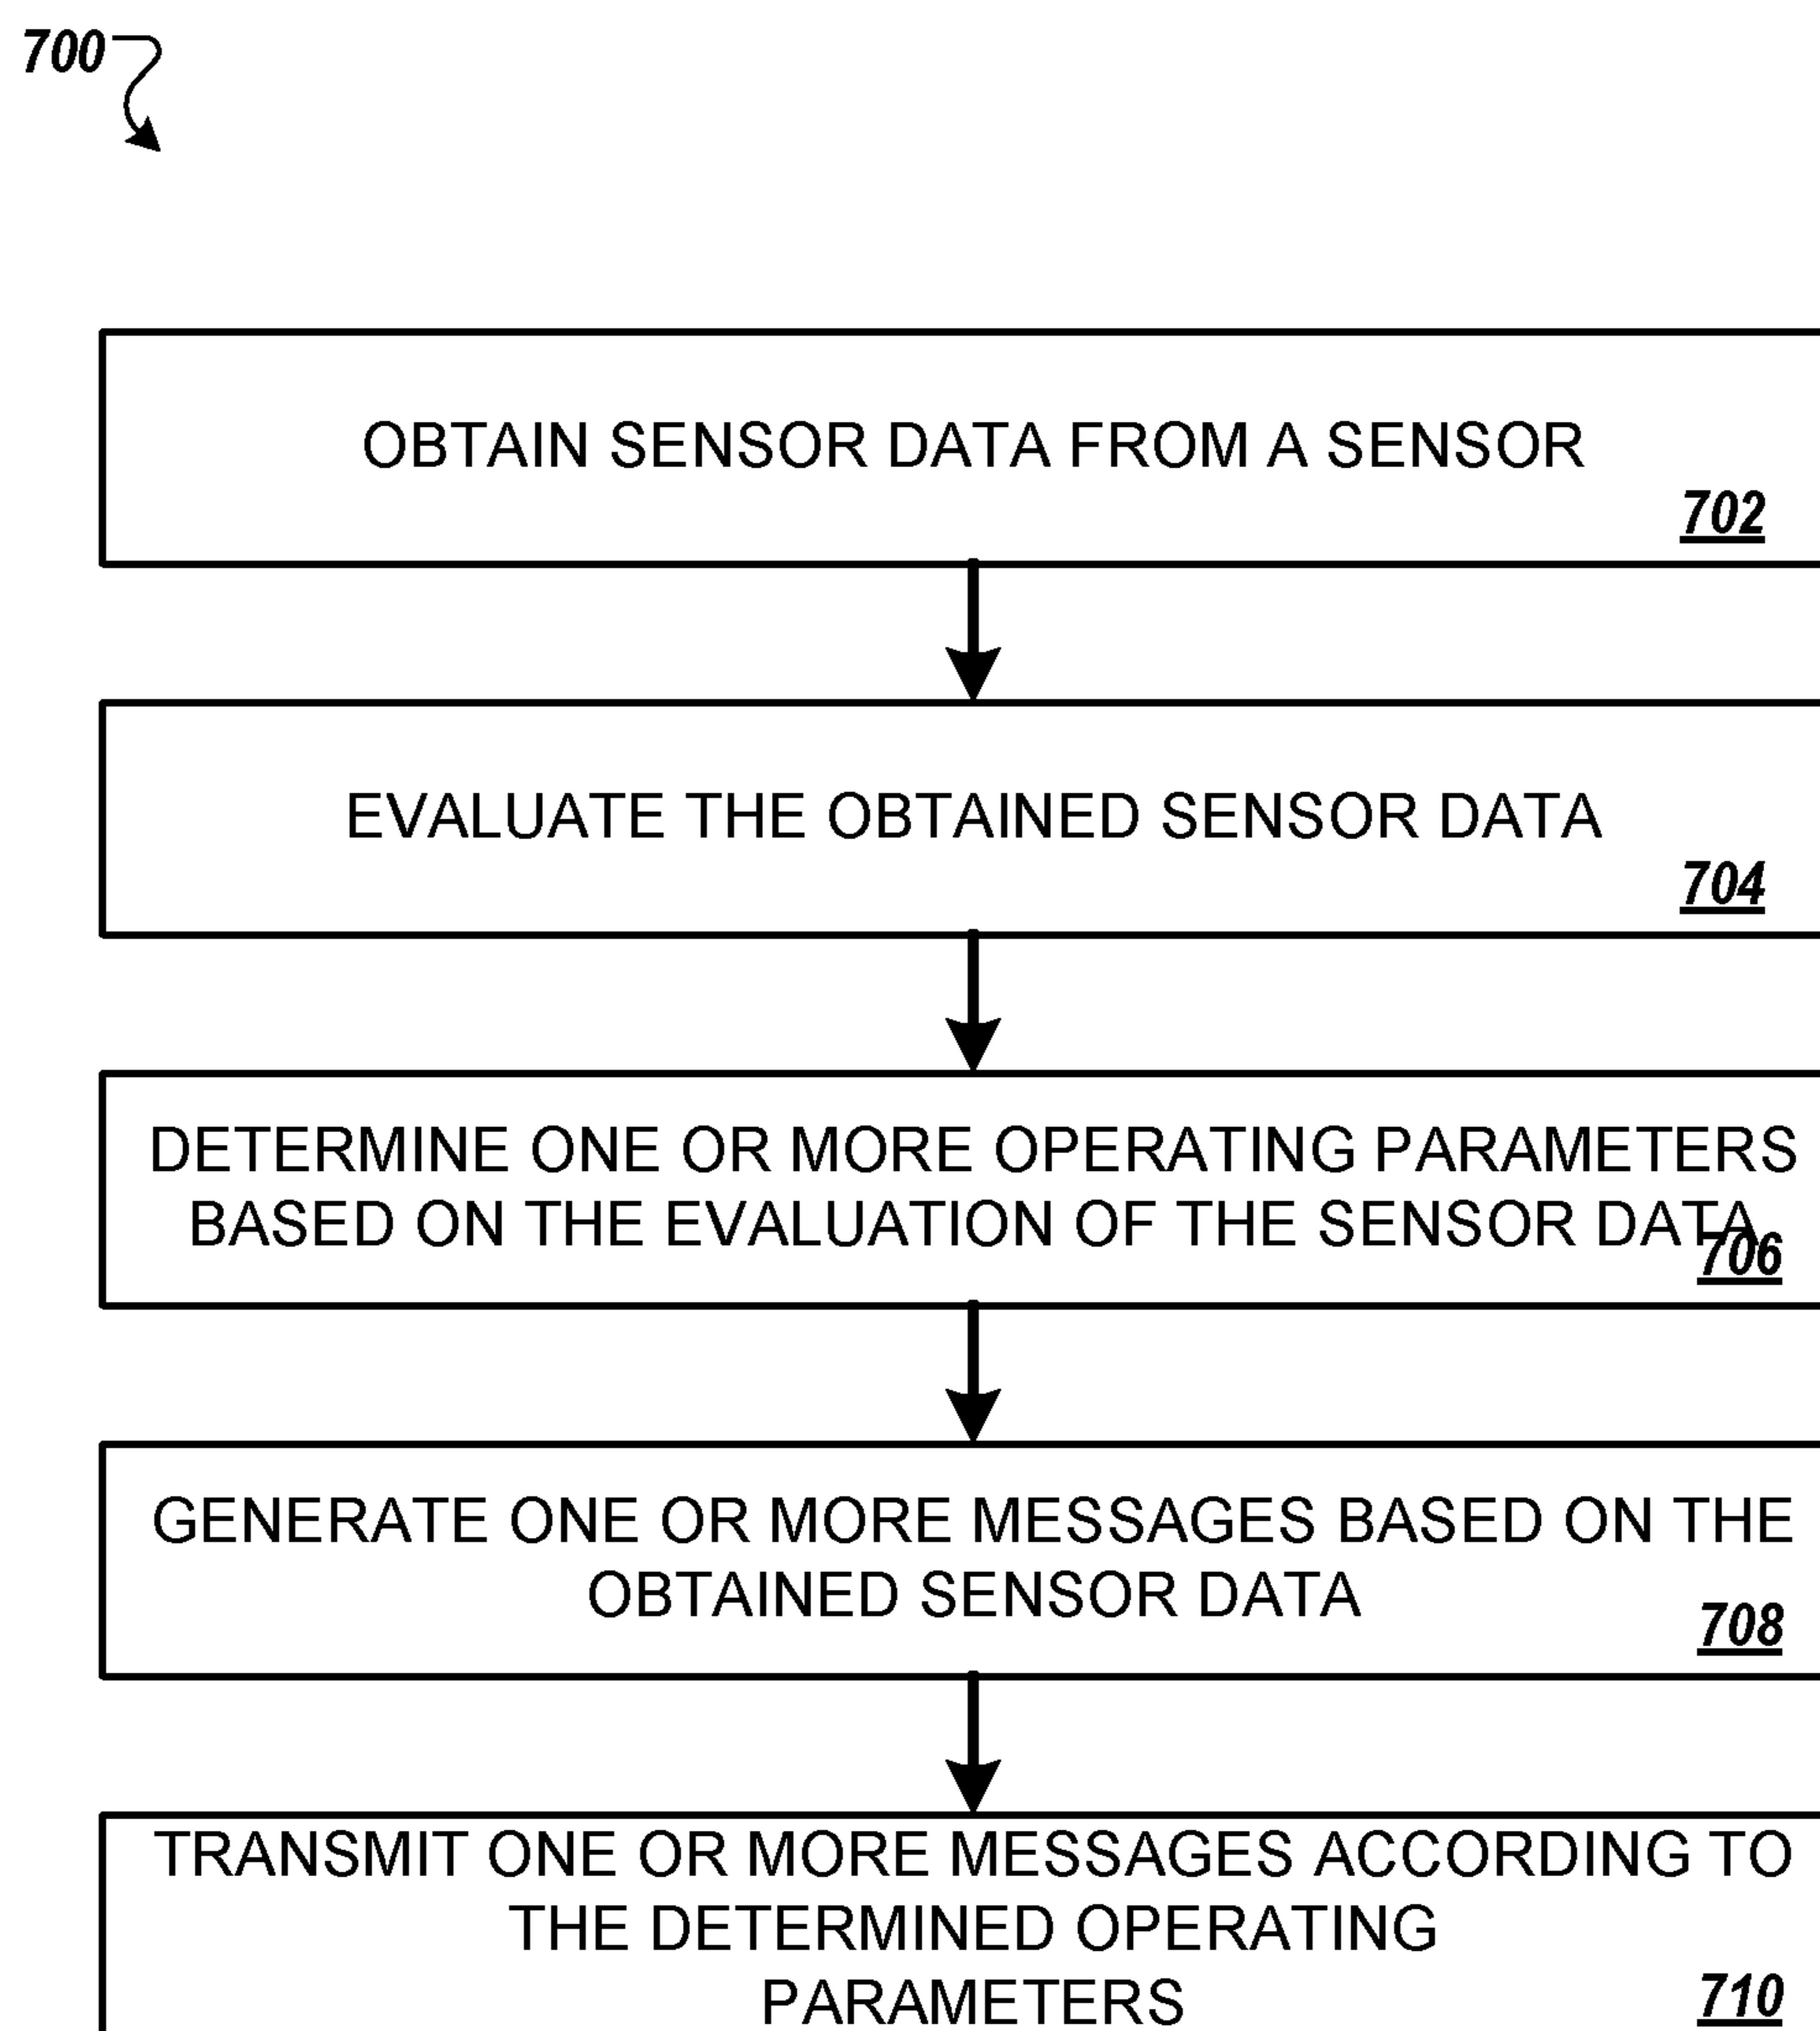 700
OBTAIN SENSOR DATA FROM A SENSOR
702
EVALUATE THE OBTAINED SENSOR DATA
704
DETERMINE ONE OR MORE OPERATING PARAMETERS
BASED ON THE EVALUATION OF THE SENSOR DATA
706
GENERATE ONE OR MORE MESSAGES BASED ON THE
OBTAINED SENSOR DATA
708
TRANSMIT ONE OR MORE MESSAGES ACCORDING TO
THE DETERMINED OPERATING
PARAMETERS
710